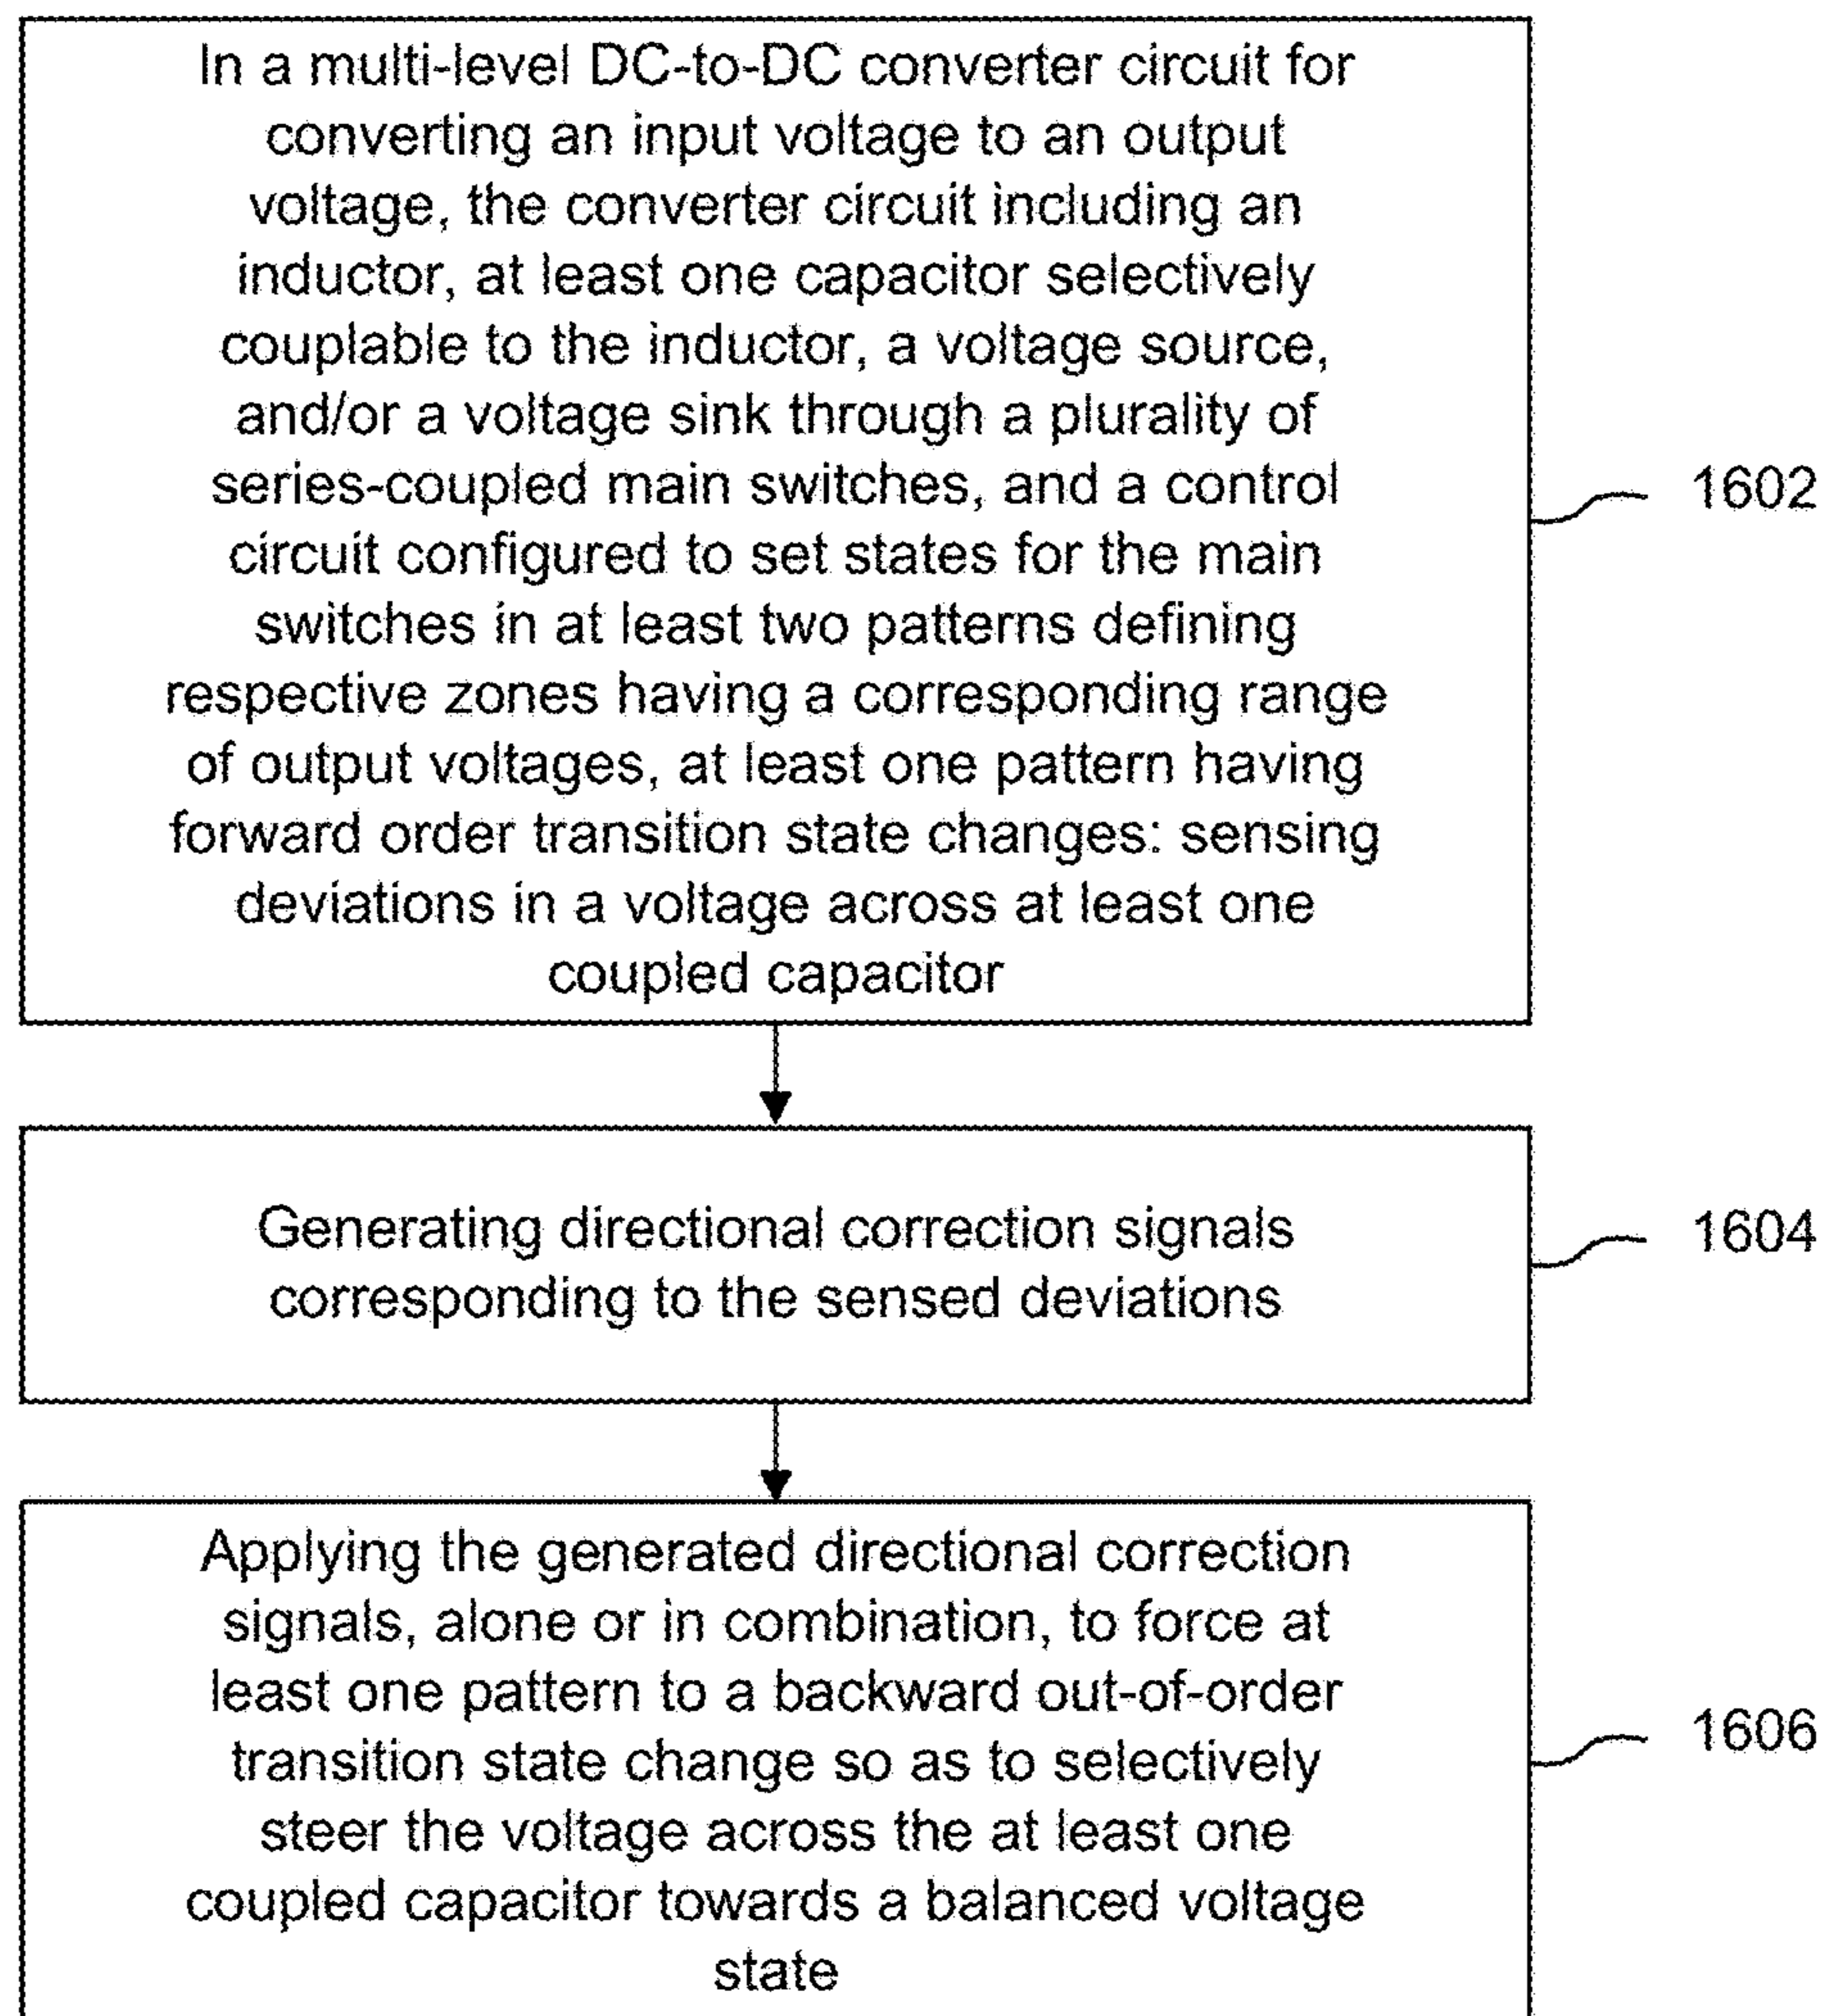 In a multi-level DC-to-DC converter circuit for
converting an input voltage to an output
voltage, the converter circuit including an
inductor, at least one capacitor selectively
couplable to the inductor, a voltage source,
and/or a voltage sink through a plurality of
series-coupled main switches, and a control
circuit configured to set states for the main
switches in at least two patterns defining
respective zones having a corresponding range
of output voltages, at least one pattern having
forward order transition state changes: sensing
deviations in a voltage across at least one
coupled capacitor
1602
Generating directional correction signals
corresponding to the sensed deviations
1604
Applying the generated directional correction
signals, alone or in combination, to force at
least one pattern to a backward out-of-order
transition state change so as to selectively
steer the voltage across the at least one
coupled capacitor towards a balanced voltage
state
1606